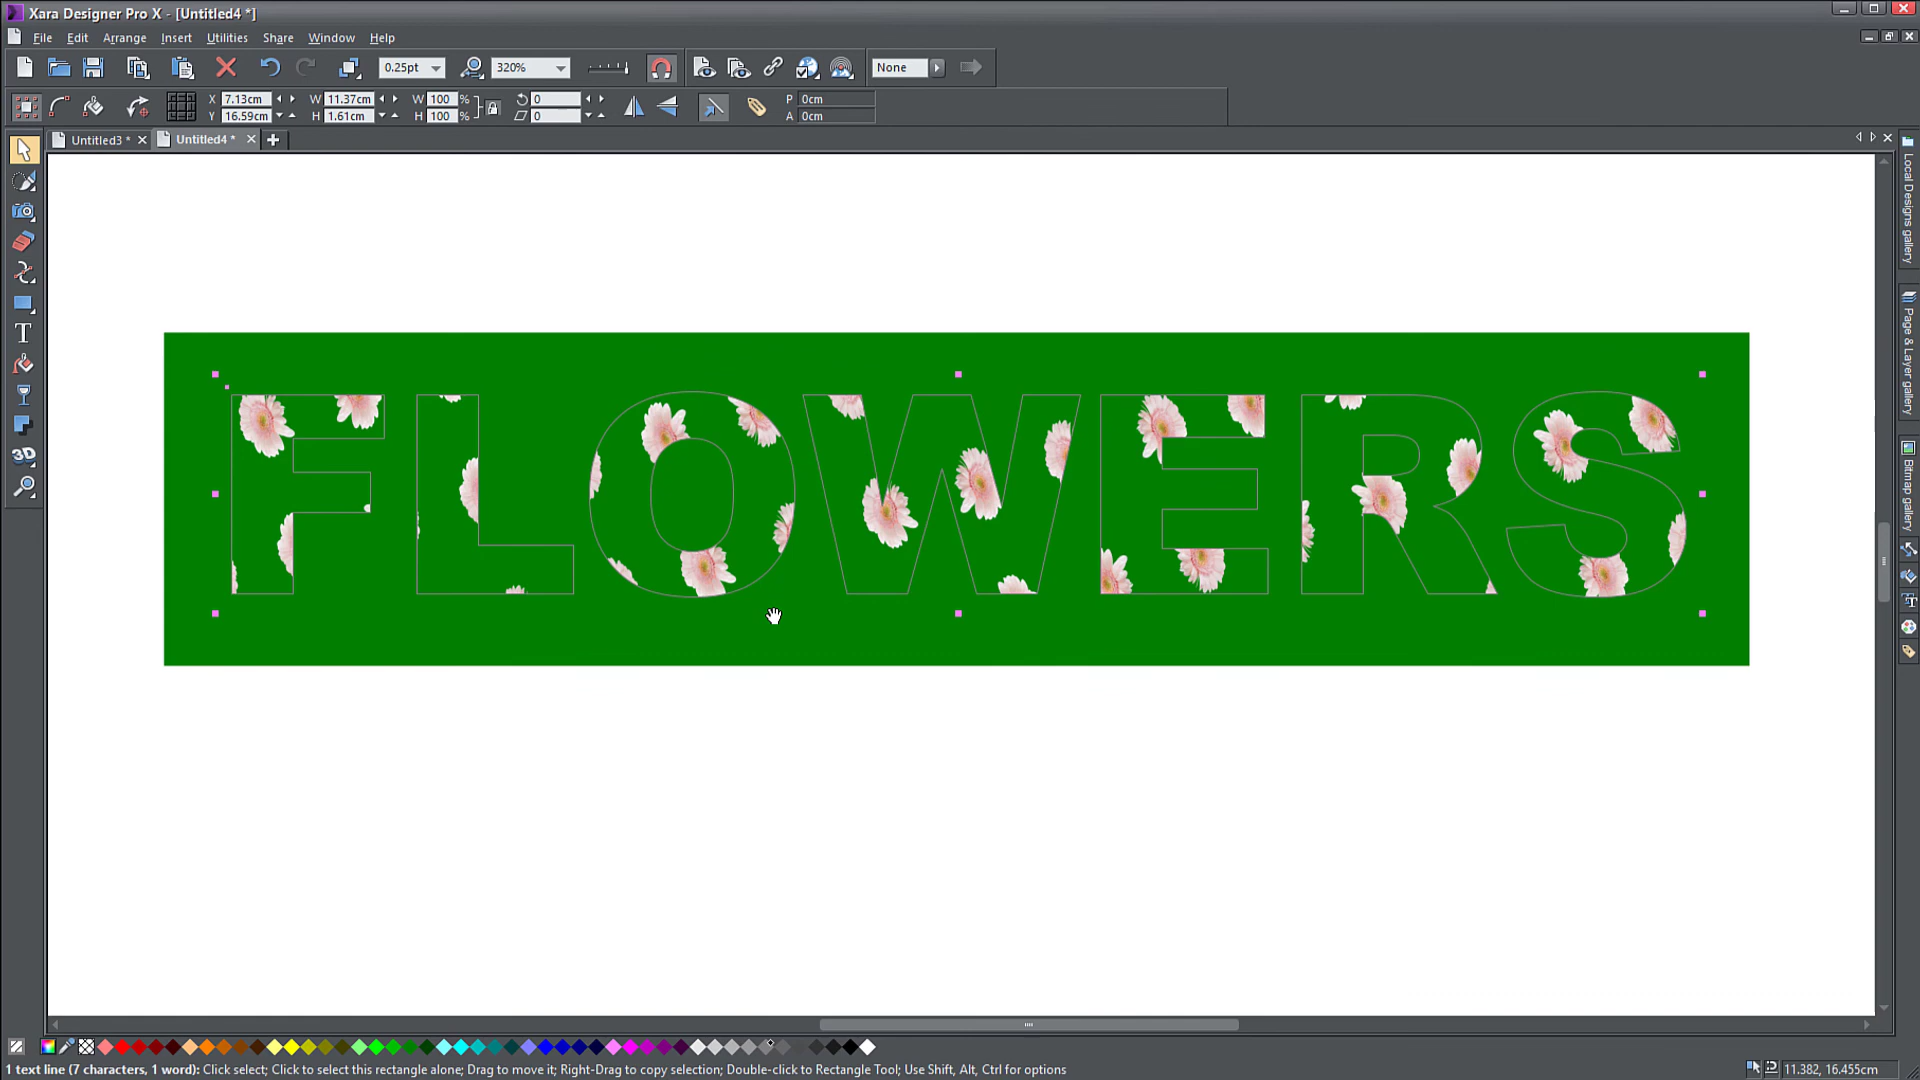 Xara Designer Pro X - [Untitled4 *]
File Edit Arrange Insert Utilities Share Window Help
0.25pt 320% None
X 7.13cm W 11.37cm W 100 % 0 P 0cm
Y 16.59cm H 1.61cm H 100 % 0 A 0cm
Untitled3 * Untitled4 *
T
3D
FLOWERS
Local Designs gallery
Page & Layer gallery
Bitmap gallery
1 text line (7 characters, 1 word): Click select; Click to select this rectangle alone; Drag to move it; Right-Drag to copy selection; Double-click to Rectangle Tool; Use Shift, Alt, Ctrl for options
11.382, 16.455cm